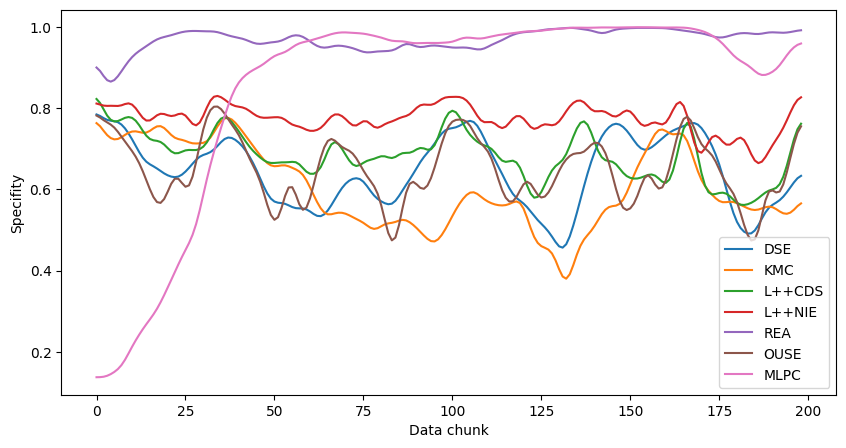 1.0
0.8
0.6
0.4
0.2
Specifity
0 25 50 75 100 125 150 175 200
Data chunk
DSE
KMC
L++CDS
L++NIE
REA
OUSE
MLPC